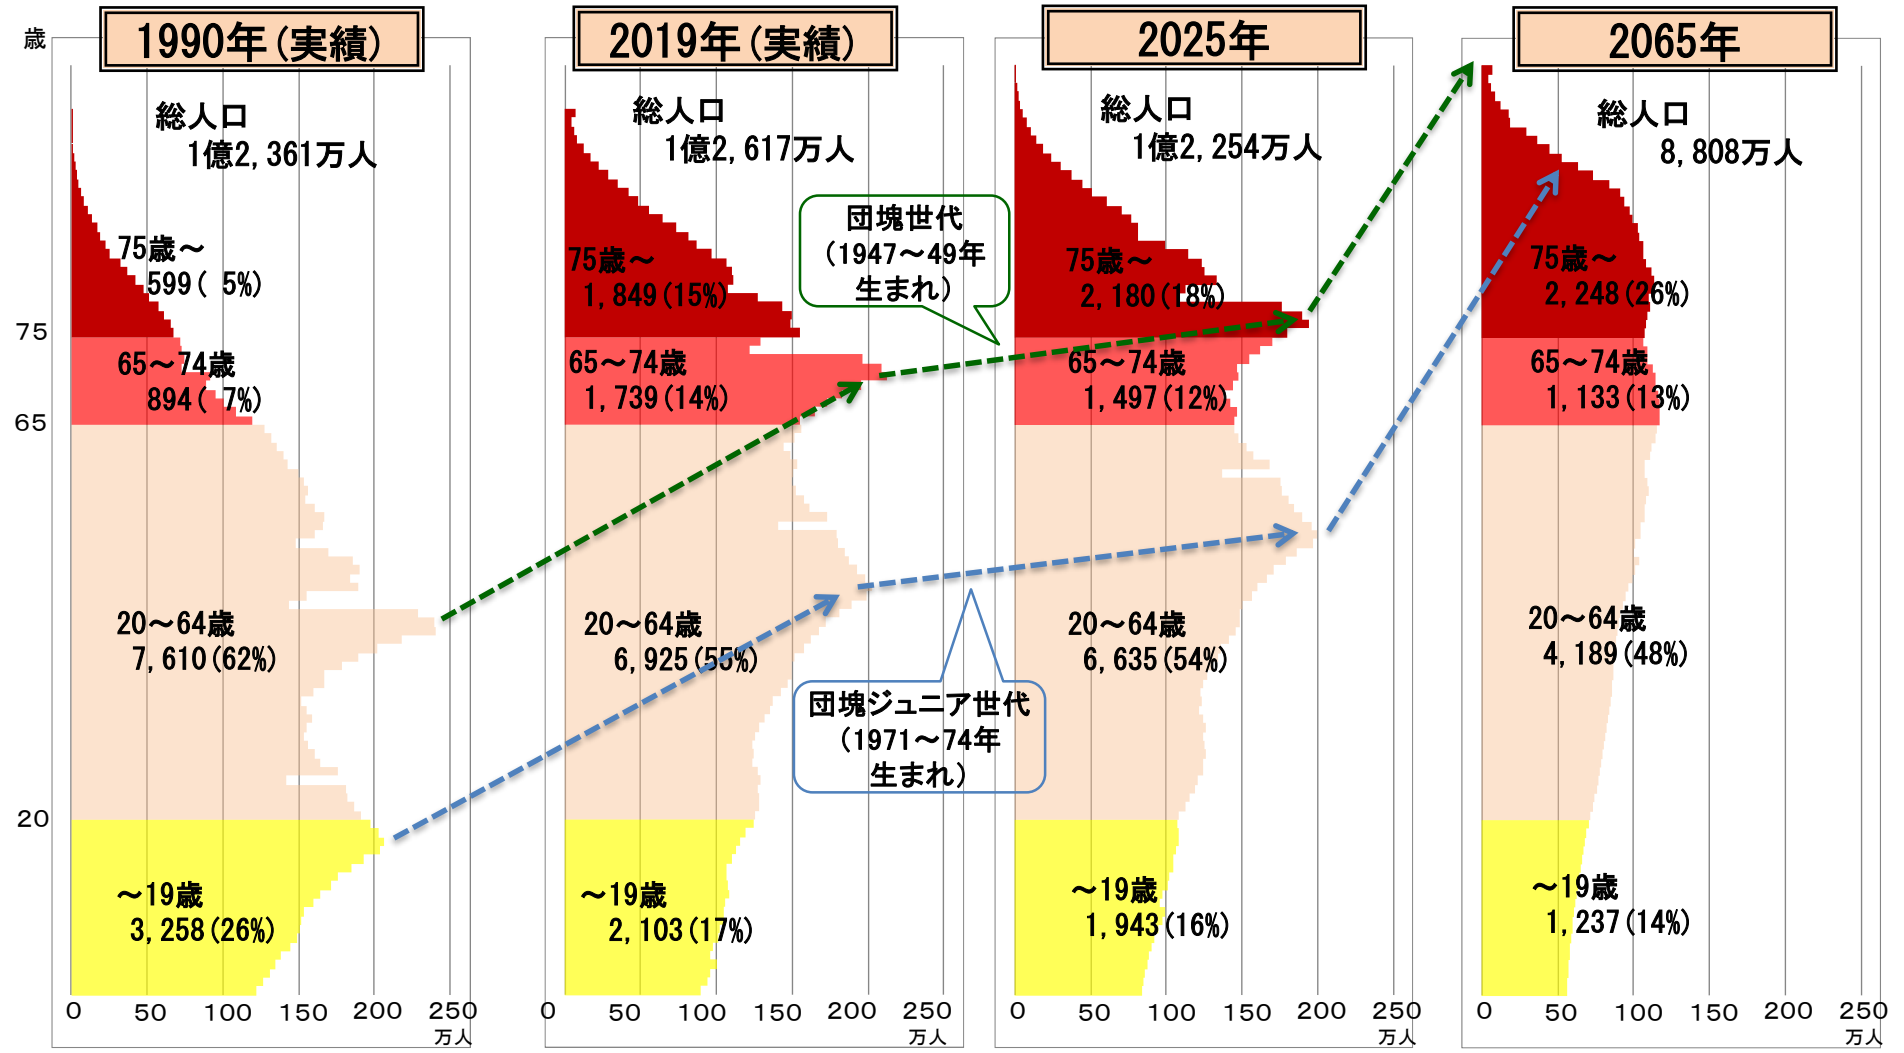 歳
1990年(実績)
総人口
1億2,361万人
75歳～
599( 5%)
75
65～74歳
894( 7%)
65
20～64歳
7,610(62%)
20
～19歳
3,258(26%)
0 50 100 150 200 250
万人
2019年(実績)
総人口
1億2,617万人
75歳～
1,849(15%)
65～74歳
1,739(14%)
20～64歳
6,925(55%)
～19歳
2,103(17%)
0 50 100 150 200 250
万人
団塊世代
(1947～49年
生まれ)
団塊ジュニア世代
(1971～74年
生まれ)
2025年
総人口
1億2,254万人
75歳～
2,180(18%)
65～74歳
1,497(12%)
20～64歳
6,635(54%)
～19歳
1,943(16%)
0 50 100 150 200 250
万人
2065年
総人口
8,808万人
75歳～
2,248(26%)
65～74歳
1,133(13%)
20～64歳
4,189(48%)
～19歳
1,237(14%)
0 50 100 150 200 250
万人